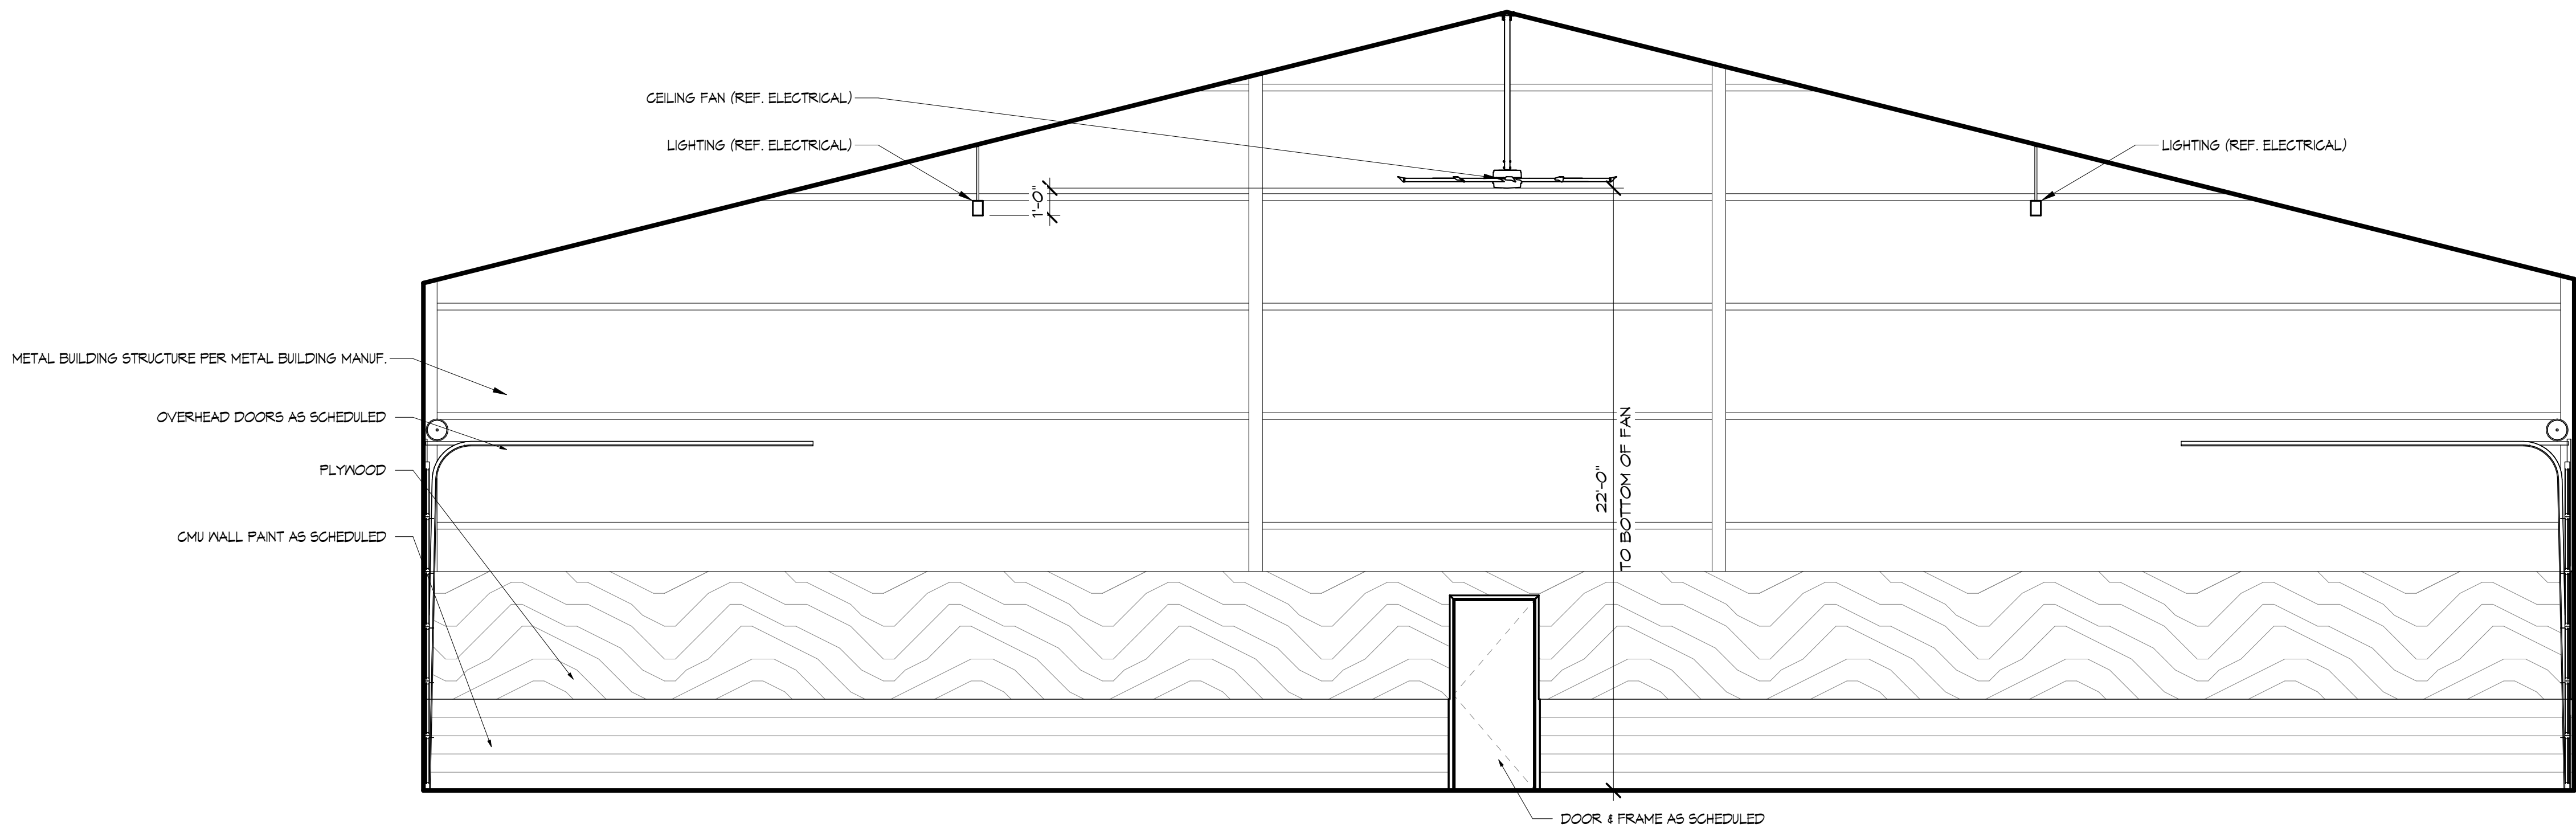 CEILING FAN (REF. ELECTRICAL)
LIGHTING (REF. ELECTRICAL)
LIGHTING (REF. ELECTRICAL)
1'-0"
METAL BUILDING STRUCTURE PER METAL BUILDING MANUF.
OVERHEAD DOORS AS SCHEDULED
PLYWOOD
CMU WALL PAINT AS SCHEDULED
22'-0"
TO BOTTOM OF FAN
DOOR & FRAME AS SCHEDULED